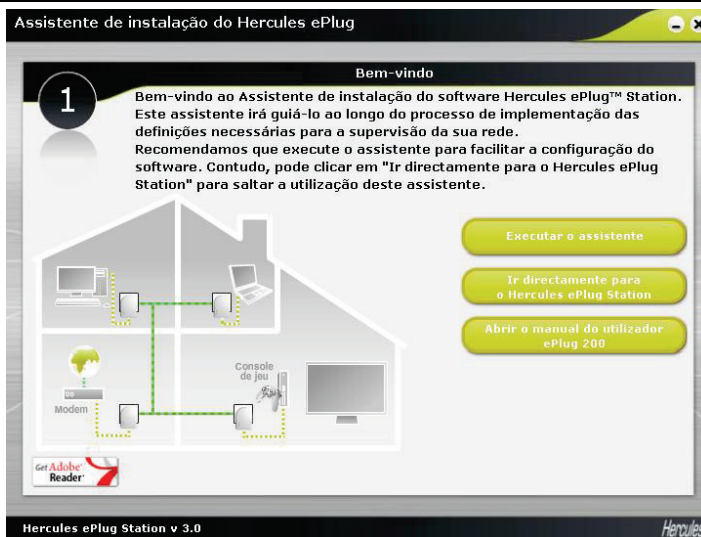 Assistente de instalação do Hercules ePlug
Bem-vindo
1
Bem-vindo ao Assistente de instalação do software Hercules ePlug™ Station.
Este assistente irá guiá-lo ao longo do processo de implementação das
definições necessárias para a supervisão da sua rede.
Recomendamos que execute o assistente para facilitar a configuração do
software. Contudo, pode clicar em "Ir directamente para o Hercules ePlug
Station" para saltar a utilização deste assistente.
Executar o assistente
Ir directamente para
o Hercules ePlug Station
Abrir o manual do utilizador
ePlug 200
Console
de jeu
Modem
Get Adobe®
Reader®
Hercules ePlug Station v 3.0
Hercules